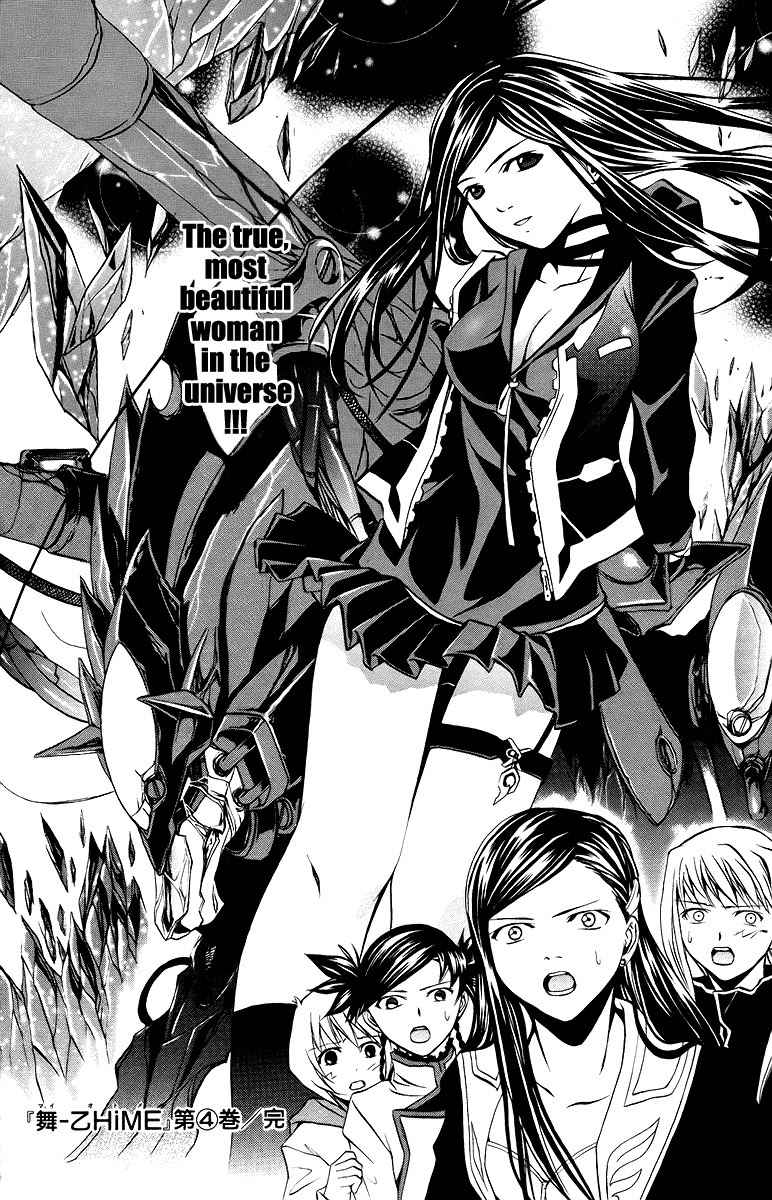 The true,
most
beautiful
woman
in the
universe
!!!
『舞-乙HiME』第④巻/完